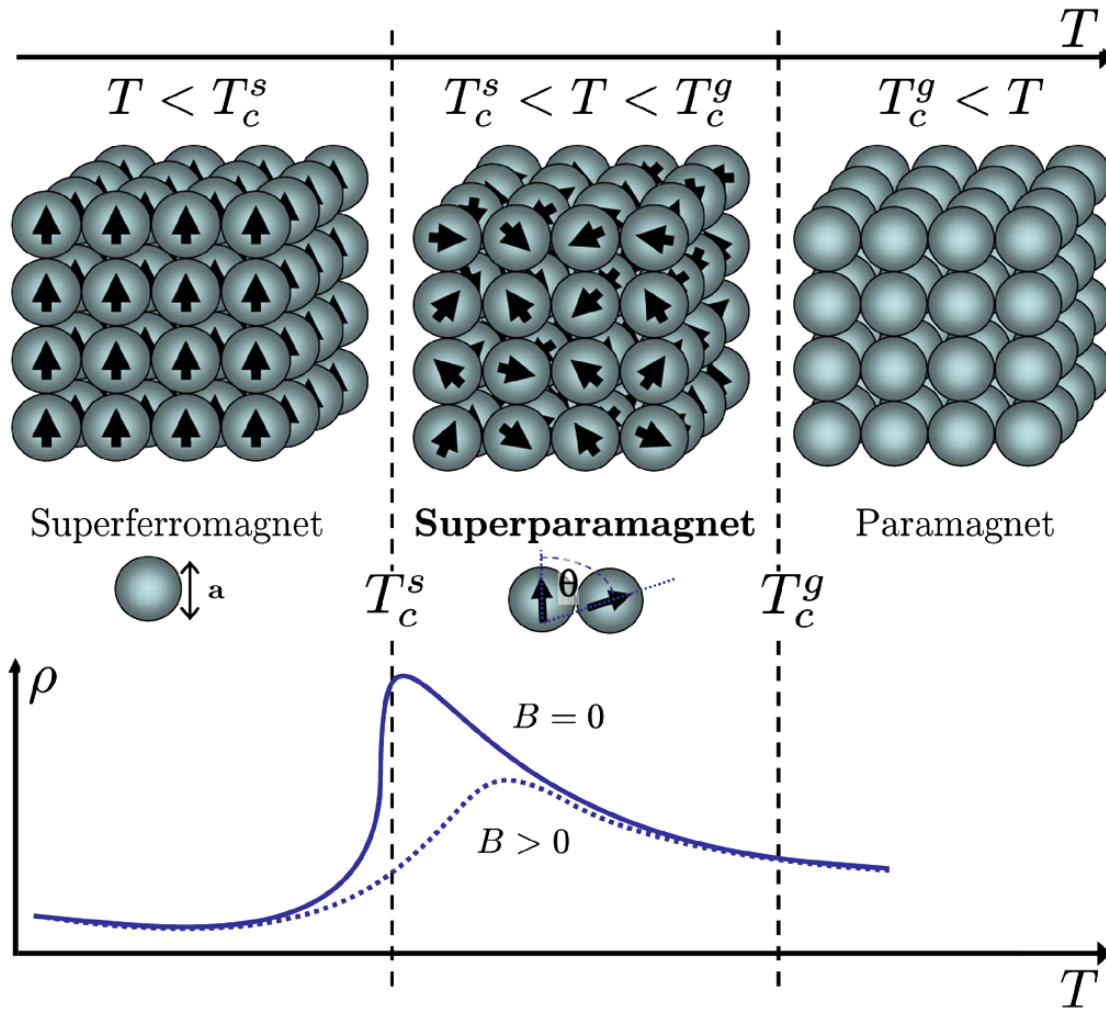 T
T < T_c^s
T_c^s < T < T_c^g
T_c^g < T
Superferromagnet
Superparamagnet
Paramagnet
a
T_c^s
θ
T_c^g
ρ
B = 0
B > 0
T